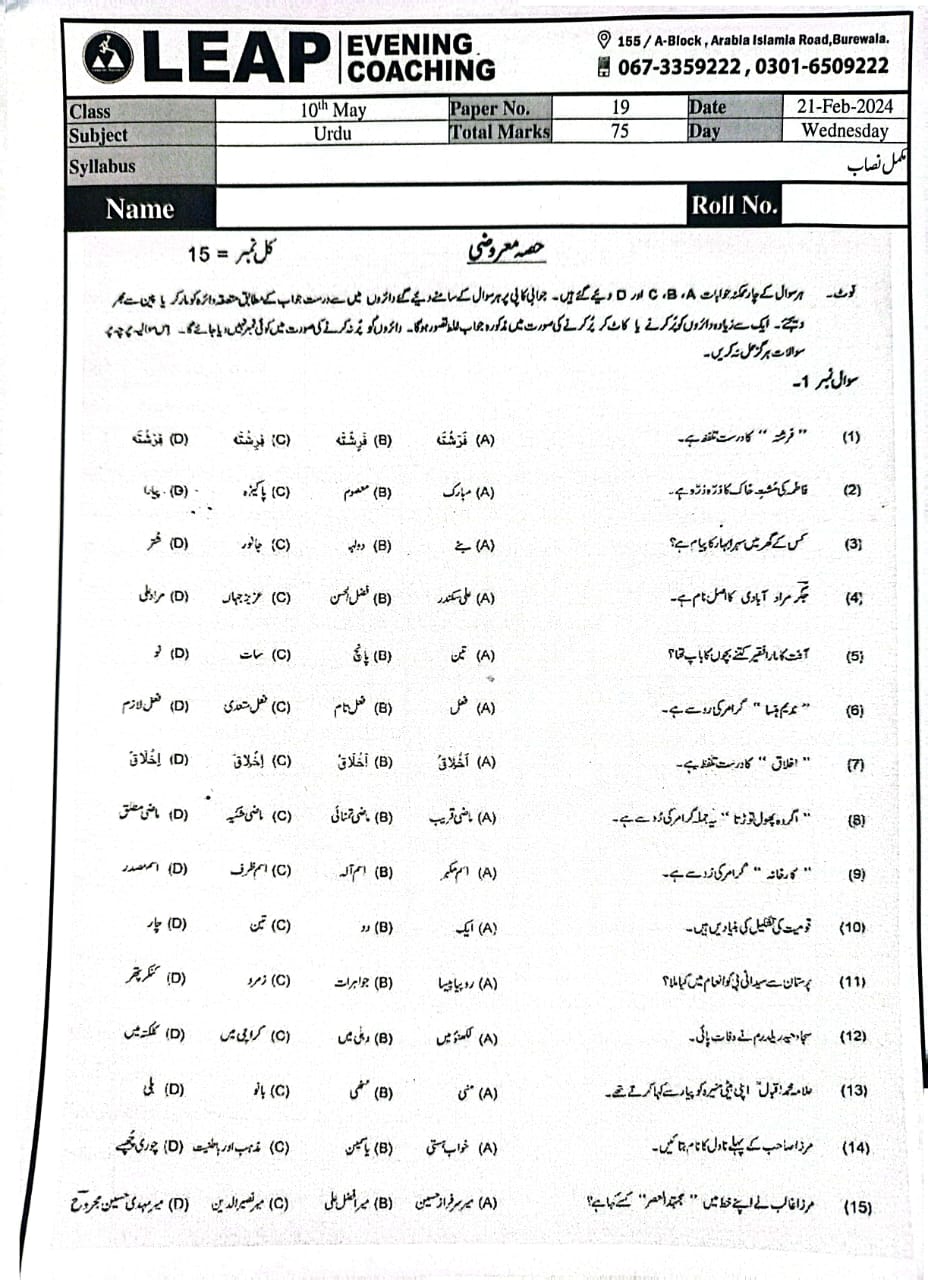 LEAP EVENING COACHING
155 / A-Block , Arabia Islamia Road,Burewala.
067-3359222 , 0301-6509222
Class 10th May Paper No. 19 Date 21-Feb-2024
Subject Urdu Total Marks 75 Day Wednesday
Syllabus مکمل نصاب
Name Roll No.
حصہ معروضی کل نمبر = 15
نوٹ۔ ہر سوال کے چار ممکنہ جوابات C ، B ، A اور D دیئے گئے ہیں۔ جوابی کاپی پر ہر سوال کے سامنے دیئے گئے دائروں میں سے درست جواب کے مطابق متعلقہ دائرہ کو مارکر یا پین سے بھر
دیجئے۔ ایک سے زیادہ دائروں کو پُر کرنے یا کاٹ کر پُر کرنے کی صورت میں مذکورہ جواب غلط تصور ہوگا۔ دائروں کو پُر نہ کرنے کی صورت میں کوئی نمبر نہیں دیا جائے گا۔ اس سوالیہ پرچہ پر
سوالات ہرگز حل نہ کریں۔
سوال نمبر 1۔
(1) "فرشتہ" کا درست تلفظ ہے۔ (A) فَرَشْتَہ (B) فَرِشْتَہ (C) فِرِشْتَہ (D)
(2) فاطمہ کی مُشتِ خاک کا ذرّہ ذرّہ ہے۔ (A) مبارک (B) معصوم (C) پاکیزہ (D) پیارا
(3) کس کے گھر میں سہرا بہار کا پیام ہے؟ (A) بنے (B) دولہہ (C) جانور (D)
(4) جگر مراد آبادی کا اصل نام ہے۔ (A) علی سکندر (B) فضل الحسن (C) عزیز جہاں (D) مراد علی
(5) آفت کا مارا فقیر کتنے بچوں کا باپ تھا؟ (A) تین (B) پانچ (C) سات (D) نو
(6) "ندیم ہنسا" گرامر کی رو سے ہے۔ (A) فعل (B) فعل تام (C) فعل متعدی (D) فعل لازم
(7) "اخلاق" کا درست تلفظ ہے۔ (A) اَخْلَاق (B) اَخُلَاق (C) اِخُلَاق (D) اِخْلَاق
(8) "اگر وہ پھول توڑتا" یہ جملہ گرامر کی رُو سے ہے۔ (A) ماضی قریب (B) ماضی تمنائی (C) ماضی شکیہ (D) ماضی مطلق
(9) "کارخانہ" گرامر کی رُو سے ہے۔ (A) اسم مکبر (B) اسم آلہ (C) اسم ظرف (D) اسم مصدر
(10) قومیت کی تشکیل کی بنیادیں ہیں۔ (A) ایک (B) دو (C) تین (D) چار
(11) پرستان سے سیدانی بی کو انعام میں کیا ملا؟ (A) روپیا پیسا (B) جواہرات (C) زمرد (D) کنکر پتھر
(12) سجاد حیدر یلدرم نے وفات پائی۔ (A) لکھنؤ میں (B) دہلی میں (C) کراچی میں (D) کلکتہ میں
(13) علامہ محمد اقبالؒ اپنی بیٹی منیرہ کو پیار سے کہا کرتے تھے۔ (A) منی (B) ننھی (C) بانو (D) بلی
(14) مرزا صاحب کے پہلے ناول کا نام بتائیں۔ (A) خواب ہستی (B) یاسمین (C) مذہب اور باطنیت (D) چوری چُھپے
(15) مرزا غالب نے اپنے خط میں "مجتہد العصر" کسے کہا ہے؟ (A) میر سرفراز حسین (B) میر افضل علی (C) میر نصیر الدین (D) میر مہدی حسین مجروح